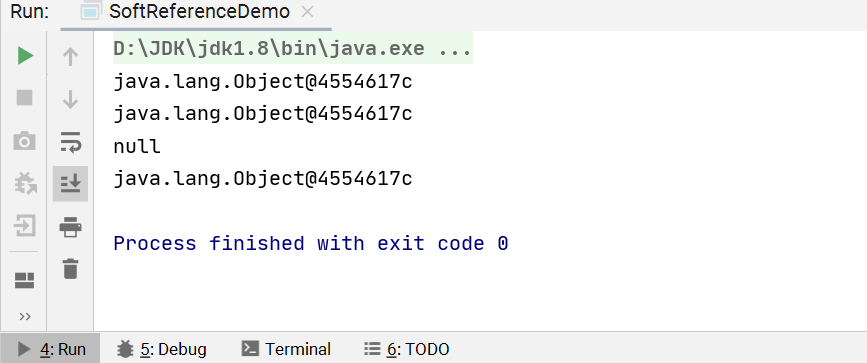 Run: SoftReferenceDemo
D:\JDK\jdk1.8\bin\java.exe ...
java.lang.Object@4554617c
java.lang.Object@4554617c
null
java.lang.Object@4554617c
Process finished with exit code 0
4: Run 5: Debug Terminal 6: TODO